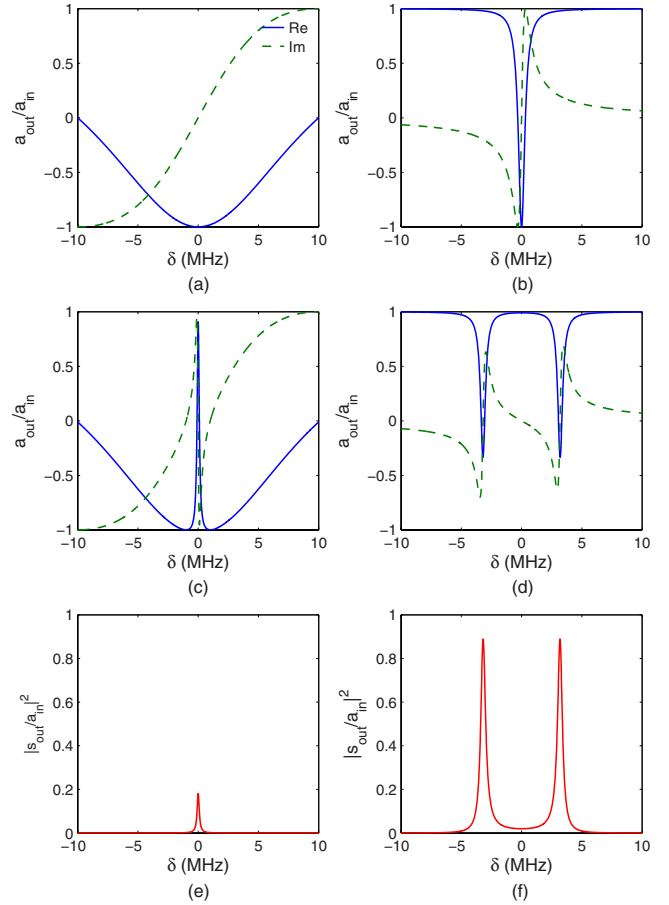 1
0.5
0
−0.5
−1
a_out/a_in
Re
Im
−10 −5 0 5 10
δ (MHz)
(a)
1
0.5
0
−0.5
−1
a_out/a_in
−10 −5 0 5 10
δ (MHz)
(b)
1
0.5
0
−0.5
−1
a_out/a_in
−10 −5 0 5 10
δ (MHz)
(c)
1
0.5
0
−0.5
−1
a_out/a_in
−10 −5 0 5 10
δ (MHz)
(d)
1
0.8
0.6
0.4
0.2
0
|s_out/a_in|²
−10 −5 0 5 10
δ (MHz)
(e)
1
0.8
0.6
0.4
0.2
0
|s_out/a_in|²
−10 −5 0 5 10
δ (MHz)
(f)